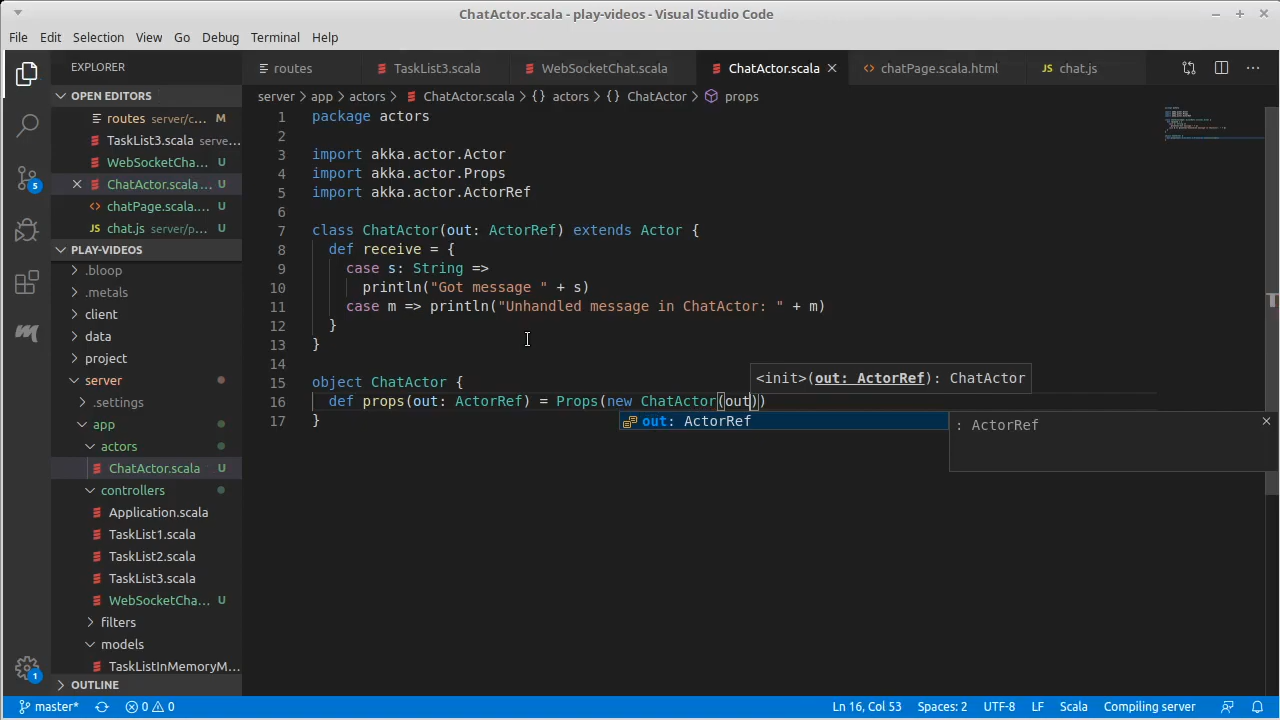 ChatActor.scala - play-videos - Visual Studio Code
File Edit Selection View Go Debug Terminal Help
EXPLORER
routes TaskList3.scala WebSocketChat.scala ChatActor.scala chatPage.scala.html chat.js
OPEN EDITORS
routes server/c... M
TaskList3.scala serve...
WebSocketCha... U
ChatActor.scala... U
chatPage.scala.... U
chat.js server/p... U
PLAY-VIDEOS
.bloop
.metals
client
data
project
server
.settings
app
actors
ChatActor.scala U
controllers
Application.scala
TaskList1.scala
TaskList2.scala
TaskList3.scala
WebSocketCha... U
filters
models
TaskListInMemoryM...
OUTLINE
5
1
server > app > actors > ChatActor.scala > {} actors > {} ChatActor > props
1 package actors
2
3 import akka.actor.Actor
4 import akka.actor.Props
5 import akka.actor.ActorRef
6
7 class ChatActor(out: ActorRef) extends Actor {
8 def receive = {
9 case s: String =>
10 println("Got message " + s)
11 case m => println("Unhandled message in ChatActor: " + m)
12 }
13 }
14
15 object ChatActor {
16 def props(out: ActorRef) = Props(new ChatActor(out))
17 }
<init>(out: ActorRef): ChatActor
out: ActorRef
: ActorRef
master* 0 0 Ln 16, Col 53 Spaces: 2 UTF-8 LF Scala Compiling server